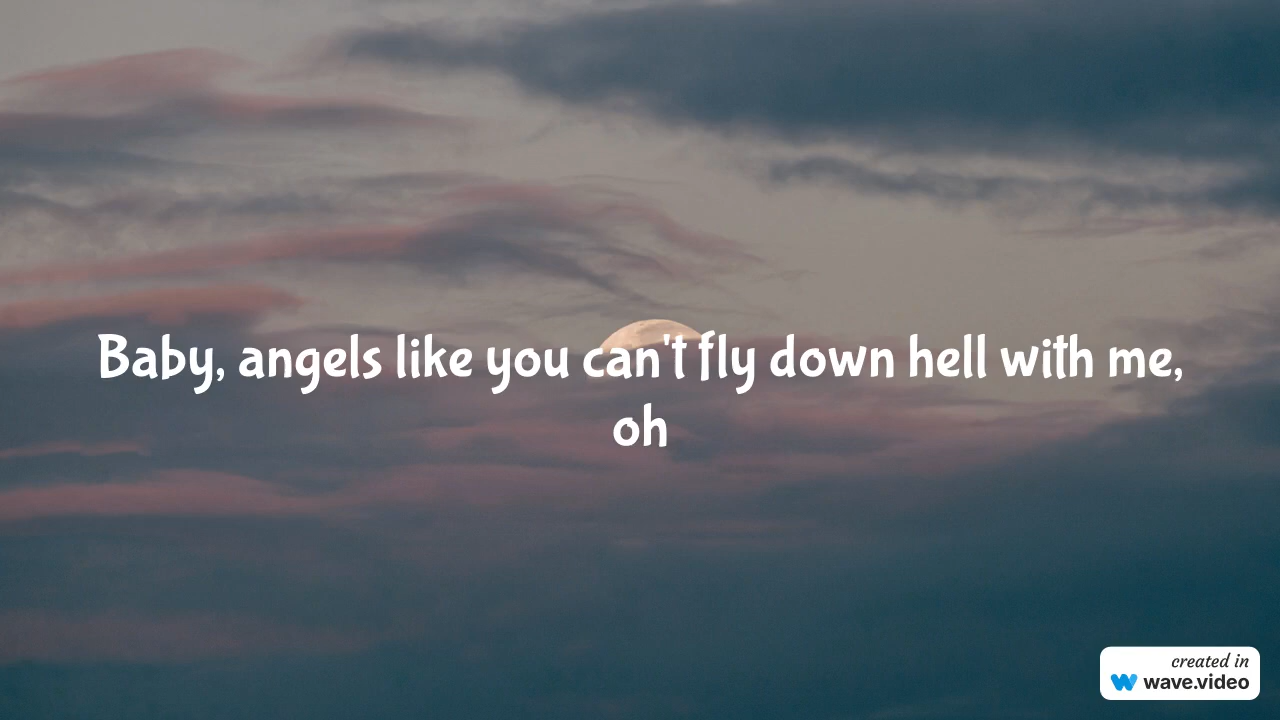 Baby, angels like you can't fly down hell with me,
oh
created in
wave.video